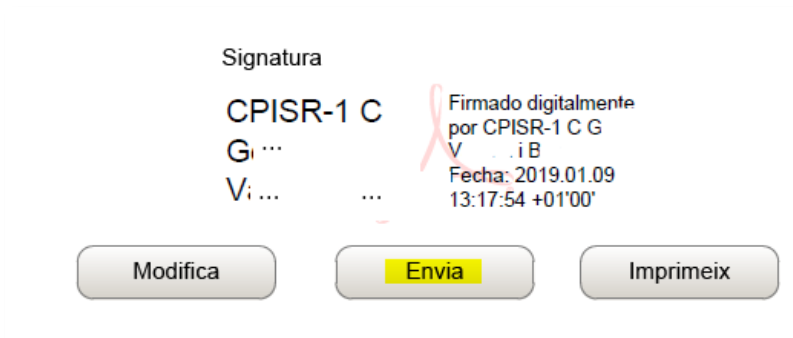 Signatura
CPISR-1 C
G ...
V ... ...
Firmado digitalmente
por CPISR-1 C G
V . . i B
Fecha: 2019.01.09
13:17:54 +01'00'
Modifica
Envia
Imprimeix